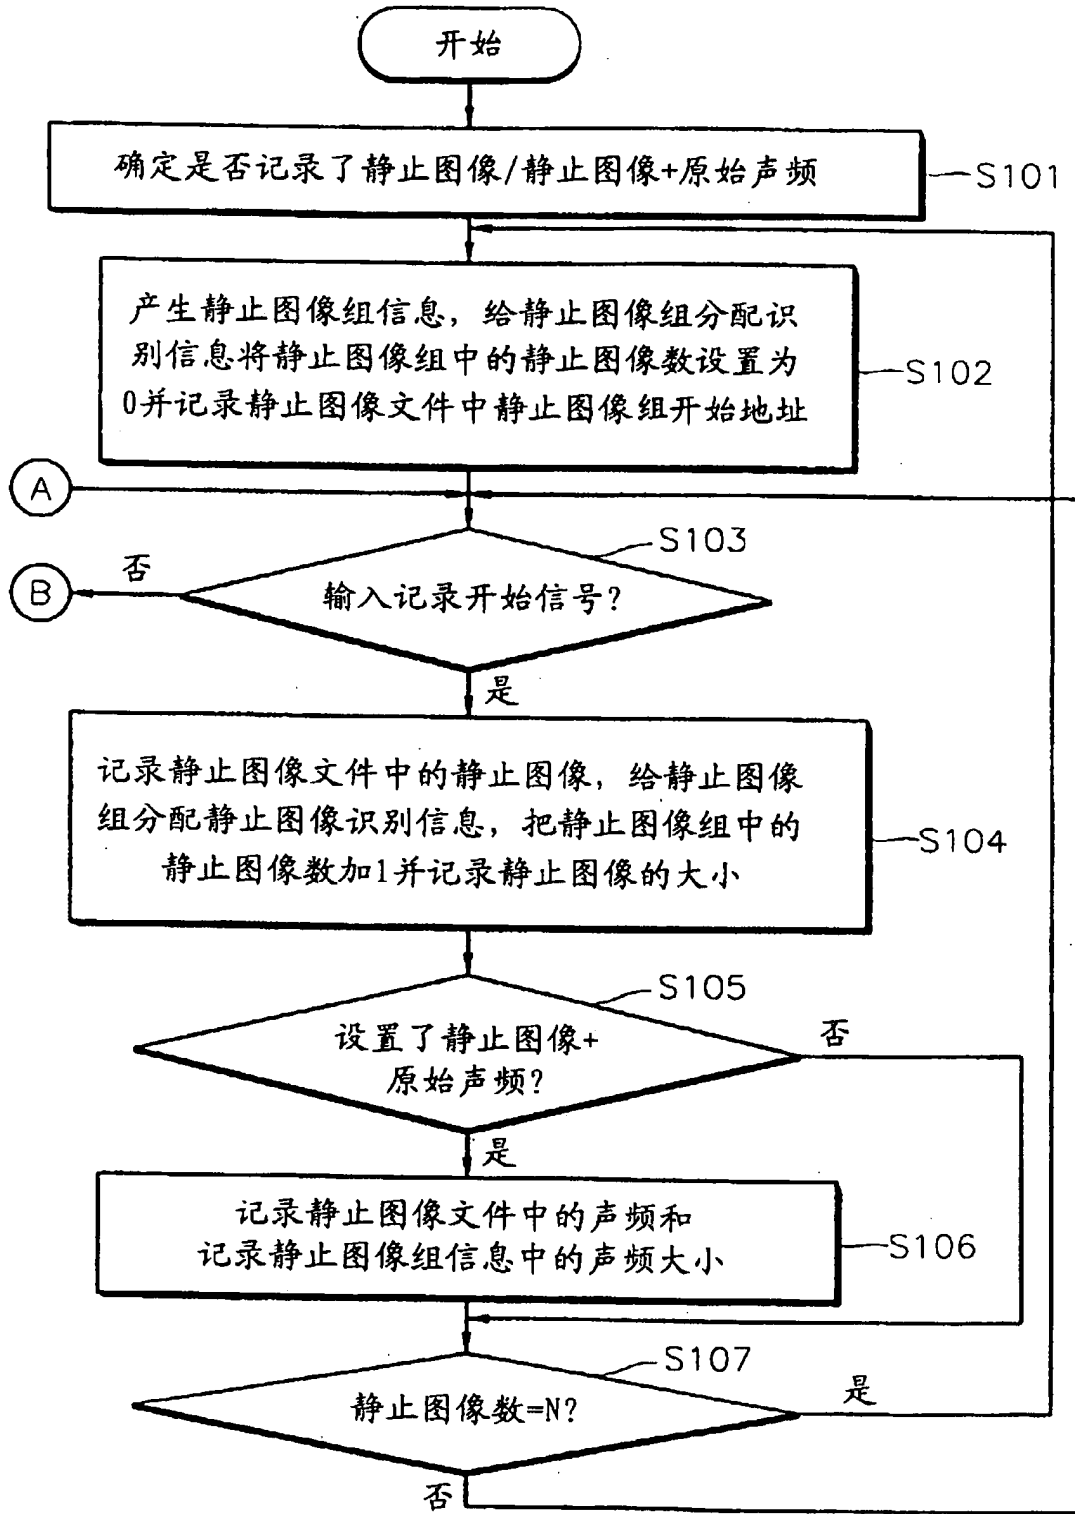 开始
确定是否记录了静止图像/静止图像+原始声频
S101
产生静止图像组信息，给静止图像组分配识
别信息将静止图像组中的静止图像数设置为
0并记录静止图像文件中静止图像组开始地址
S102
A
S103
否
B
输入记录开始信号？
是
记录静止图像文件中的静止图像，给静止图像
组分配静止图像识别信息，把静止图像组中的
静止图像数加1并记录静止图像的大小
S104
S105
设置了静止图像+
原始声频？
否
是
记录静止图像文件中的声频和
记录静止图像组信息中的声频大小
S106
S107
静止图像数=N？
是
否